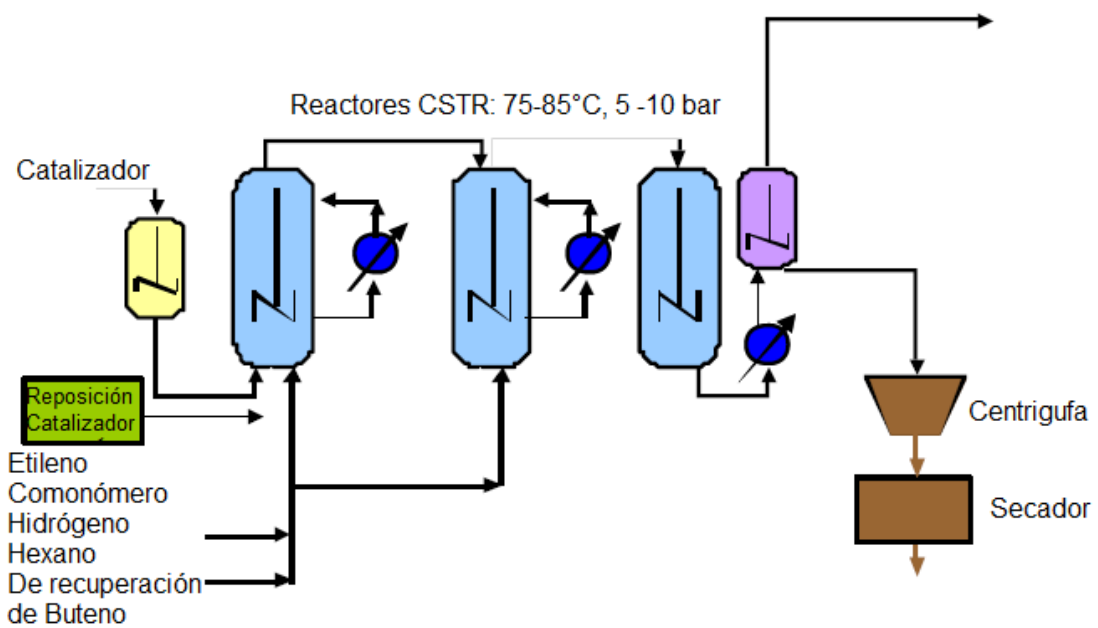 Reactores CSTR: 75-85°C, 5 -10 bar
Catalizador
Reposición
Catalizador
Etileno
Comonómero
Hidrógeno
Hexano
De recuperación
de Buteno
Centrigufa
Secador